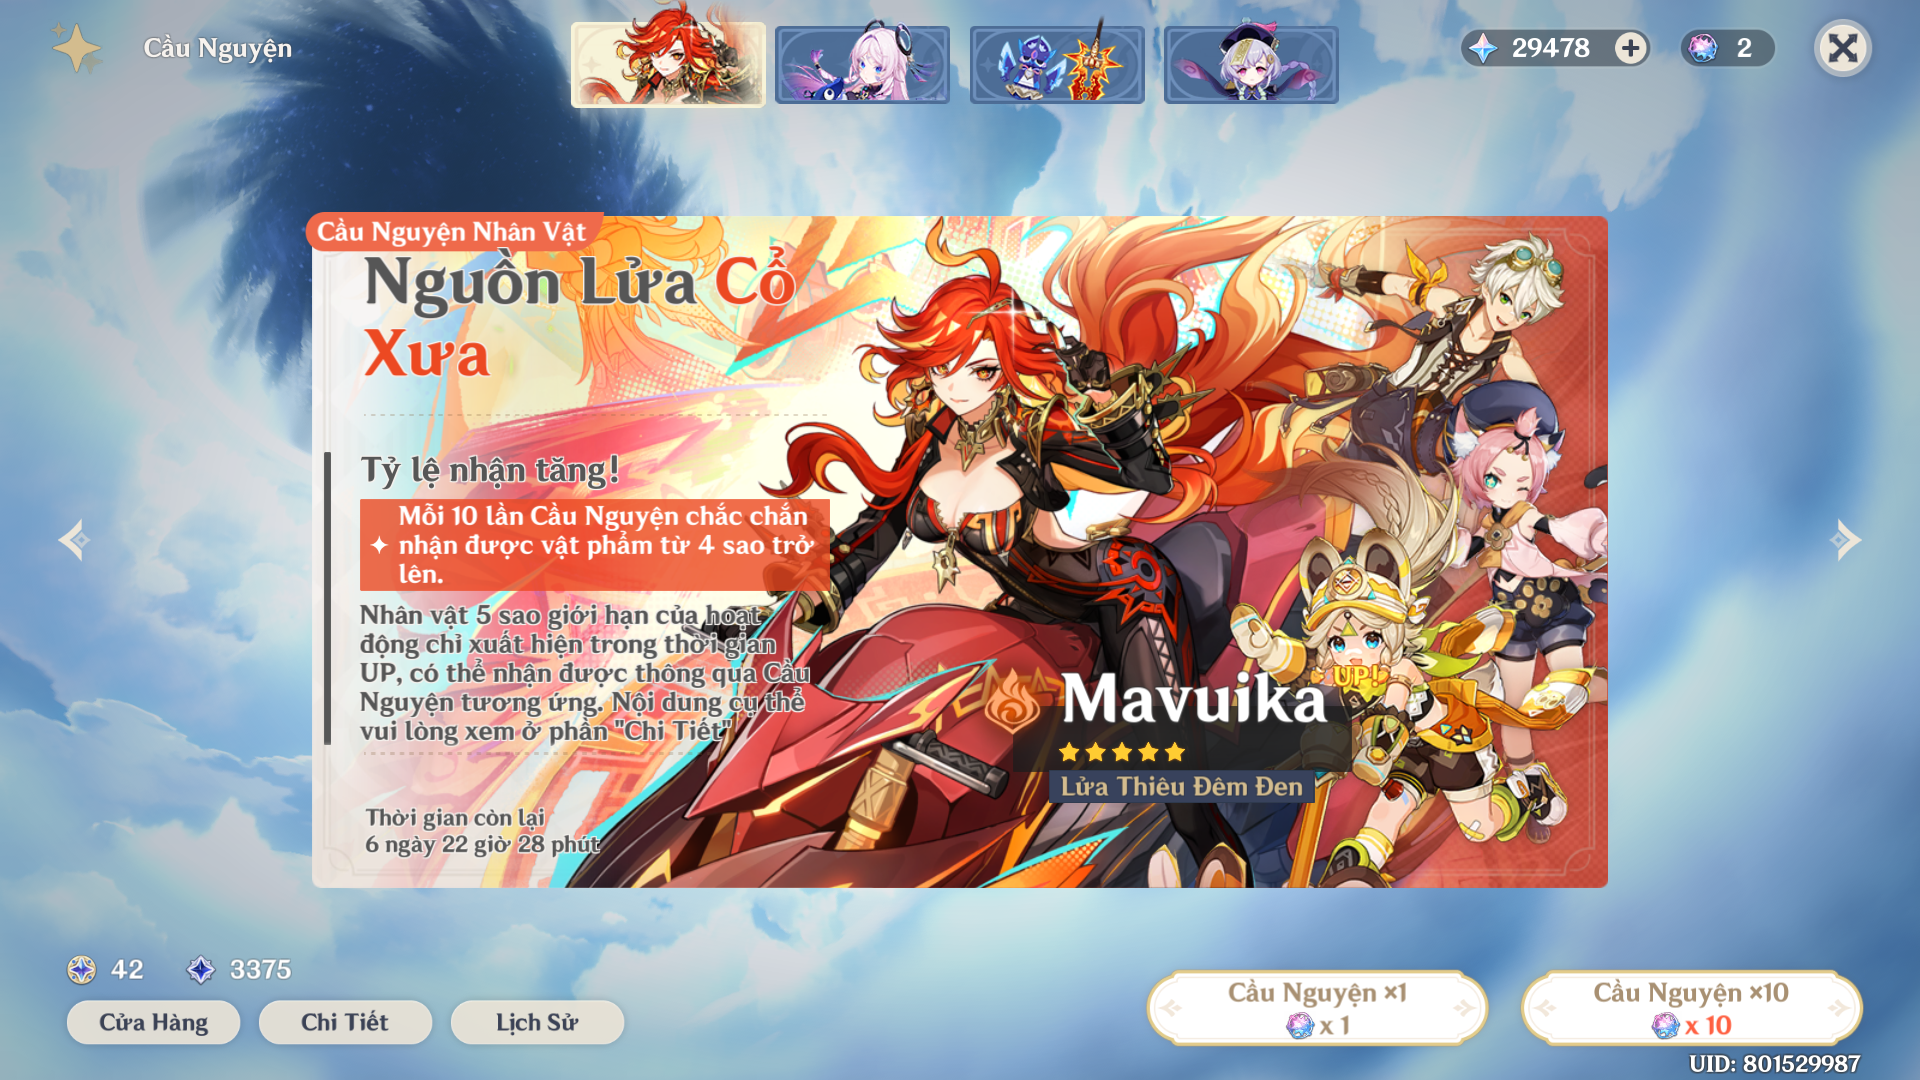 Cầu Nguyện
29478
2
Cầu Nguyện Nhân Vật
Nguồn Lửa Cổ
Xưa
Tỷ lệ nhận tăng!
Mỗi 10 lần Cầu Nguyện chắc chắn
nhận được vật phẩm từ 4 sao trở
lên.
Nhân vật 5 sao giới hạn của hoạt
động chỉ xuất hiện trong thời gian
UP, có thể nhận được thông qua Cầu
Nguyện tương ứng. Nội dung cụ thể
vui lòng xem ở phần "Chi Tiết"
Thời gian còn lại
6 ngày 22 giờ 28 phút
UP!
Mavuika
Lửa Thiêu Đêm Đen
42
3375
Cửa Hàng
Chi Tiết
Lịch Sử
Cầu Nguyện ×1
x 1
Cầu Nguyện ×10
x 10
UID: 801529987